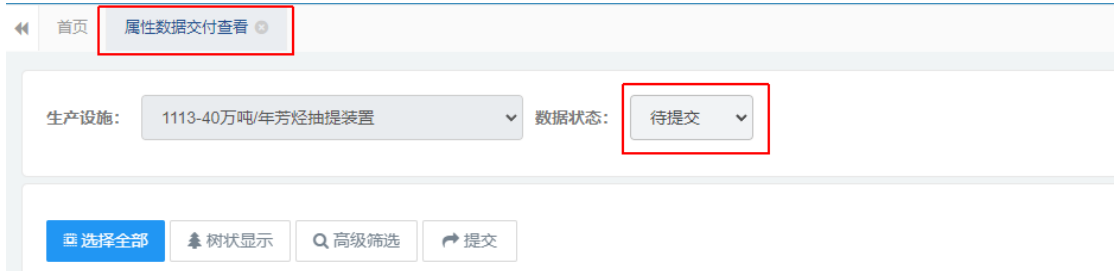 首页 属性数据交付查看
生产设施： 1113-40万吨/年芳烃抽提装置 数据状态： 待提交
选择全部 树状显示 高级筛选 提交